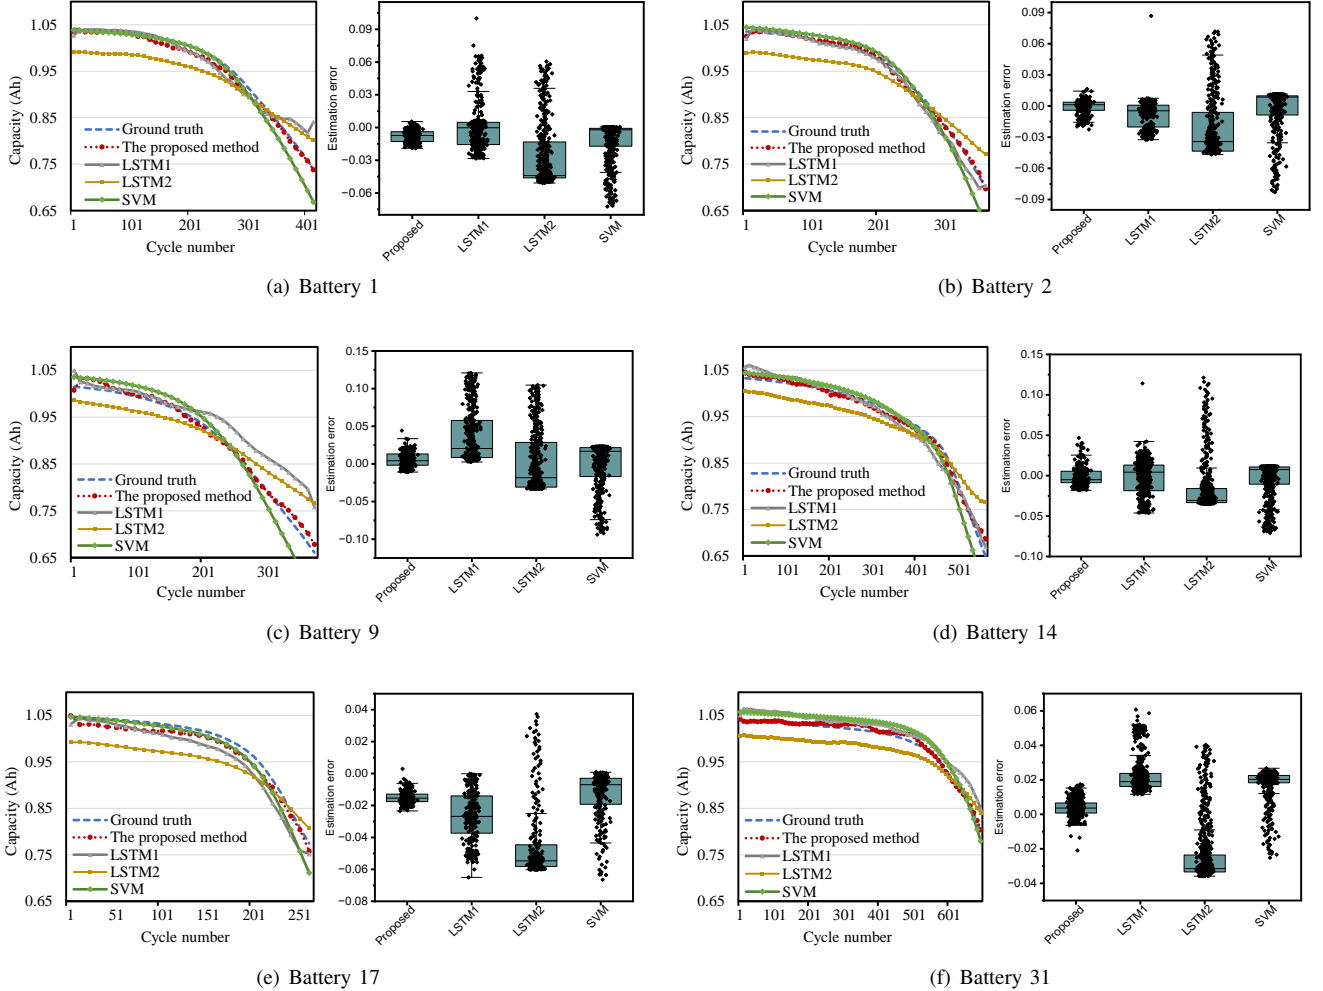 1.05
0.95
0.85
0.75
0.65
Capacity (Ah)
Ground truth
The proposed method
LSTM1
LSTM2
SVM
1 101 201 301 401
Cycle number
0.09
0.06
0.03
0.00
−0.03
−0.06
Estimation error
Proposed LSTM1 LSTM2 SVM
(a) Battery 1
1.05
0.95
0.85
0.75
0.65
Capacity (Ah)
Ground truth
The proposed method
LSTM1
LSTM2
SVM
1 101 201 301
Cycle number
0.09
0.06
0.03
0.00
−0.03
−0.06
−0.09
Estimation error
Proposed LSTM1 LSTM2 SVM
(b) Battery 2
1.05
0.95
0.85
0.75
0.65
Capacity (Ah)
Ground truth
The proposed method
LSTM1
LSTM2
SVM
1 101 201 301
Cycle number
0.15
0.10
0.05
0.00
−0.05
−0.10
Estimation error
Proposed LSTM1 LSTM2 SVM
(c) Battery 9
1.05
0.95
0.85
0.75
0.65
Capacity (Ah)
Ground truth
The proposed method
LSTM1
LSTM2
SVM
1 101 201 301 401 501
Cycle number
0.15
0.10
0.05
0.00
−0.05
−0.10
Estimation error
Proposed LSTM1 LSTM2 SVM
(d) Battery 14
1.05
0.95
0.85
0.75
0.65
Capacity (Ah)
Ground truth
The proposed method
LSTM1
LSTM2
SVM
1 51 101 151 201 251
Cycle number
0.04
0.02
0.00
−0.02
−0.04
−0.06
−0.08
Estimation error
Proposed LSTM1 LSTM2 SVM
(e) Battery 17
1.05
0.95
0.85
0.75
0.65
Capacity (Ah)
Ground truth
The proposed method
LSTM1
LSTM2
SVM
1 101 201 301 401 501 601
Cycle number
0.06
0.04
0.02
0.00
−0.02
−0.04
Estimation error
Proposed LSTM1 LSTM2 SVM
(f) Battery 31